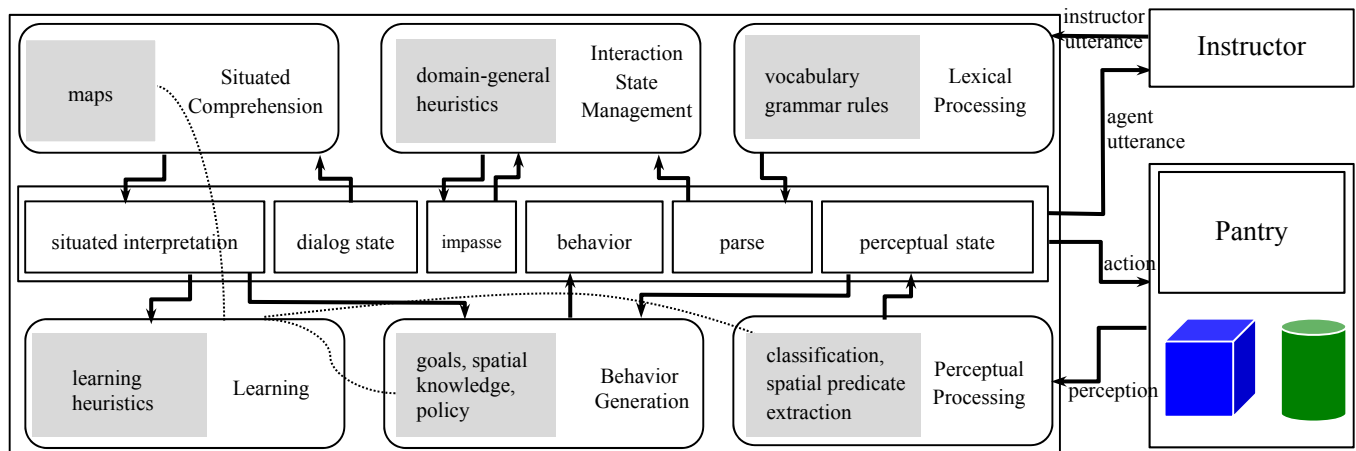 maps
Situated
Comprehension
domain-general
heuristics
Interaction
State
Management
vocabulary
grammar rules
Lexical
Processing
instructor
utterance
Instructor
agent
utterance
situated interpretation
dialog state
impasse
behavior
parse
perceptual state
action
Pantry
learning
heuristics
Learning
goals, spatial
knowledge,
policy
Behavior
Generation
classification,
spatial predicate
extraction
Perceptual
Processing
perception